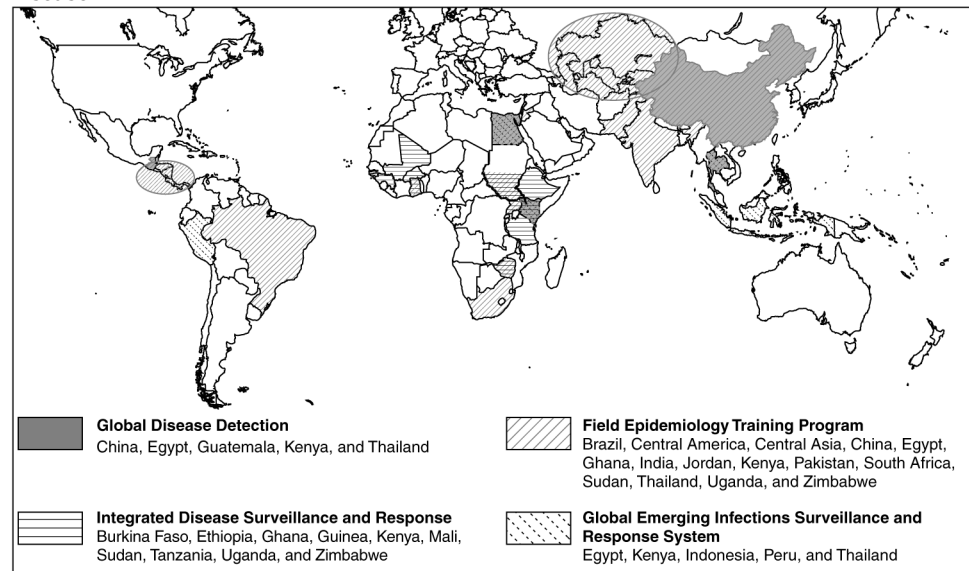 Global Disease Detection
China, Egypt, Guatemala, Kenya, and Thailand
Field Epidemiology Training Program
Brazil, Central America, Central Asia, China, Egypt,
Ghana, India, Jordan, Kenya, Pakistan, South Africa,
Sudan, Thailand, Uganda, and Zimbabwe
Integrated Disease Surveillance and Response
Burkina Faso, Ethiopia, Ghana, Guinea, Kenya, Mali,
Sudan, Tanzania, Uganda, and Zimbabwe
Global Emerging Infections Surveillance and
Response System
Egypt, Kenya, Indonesia, Peru, and Thailand